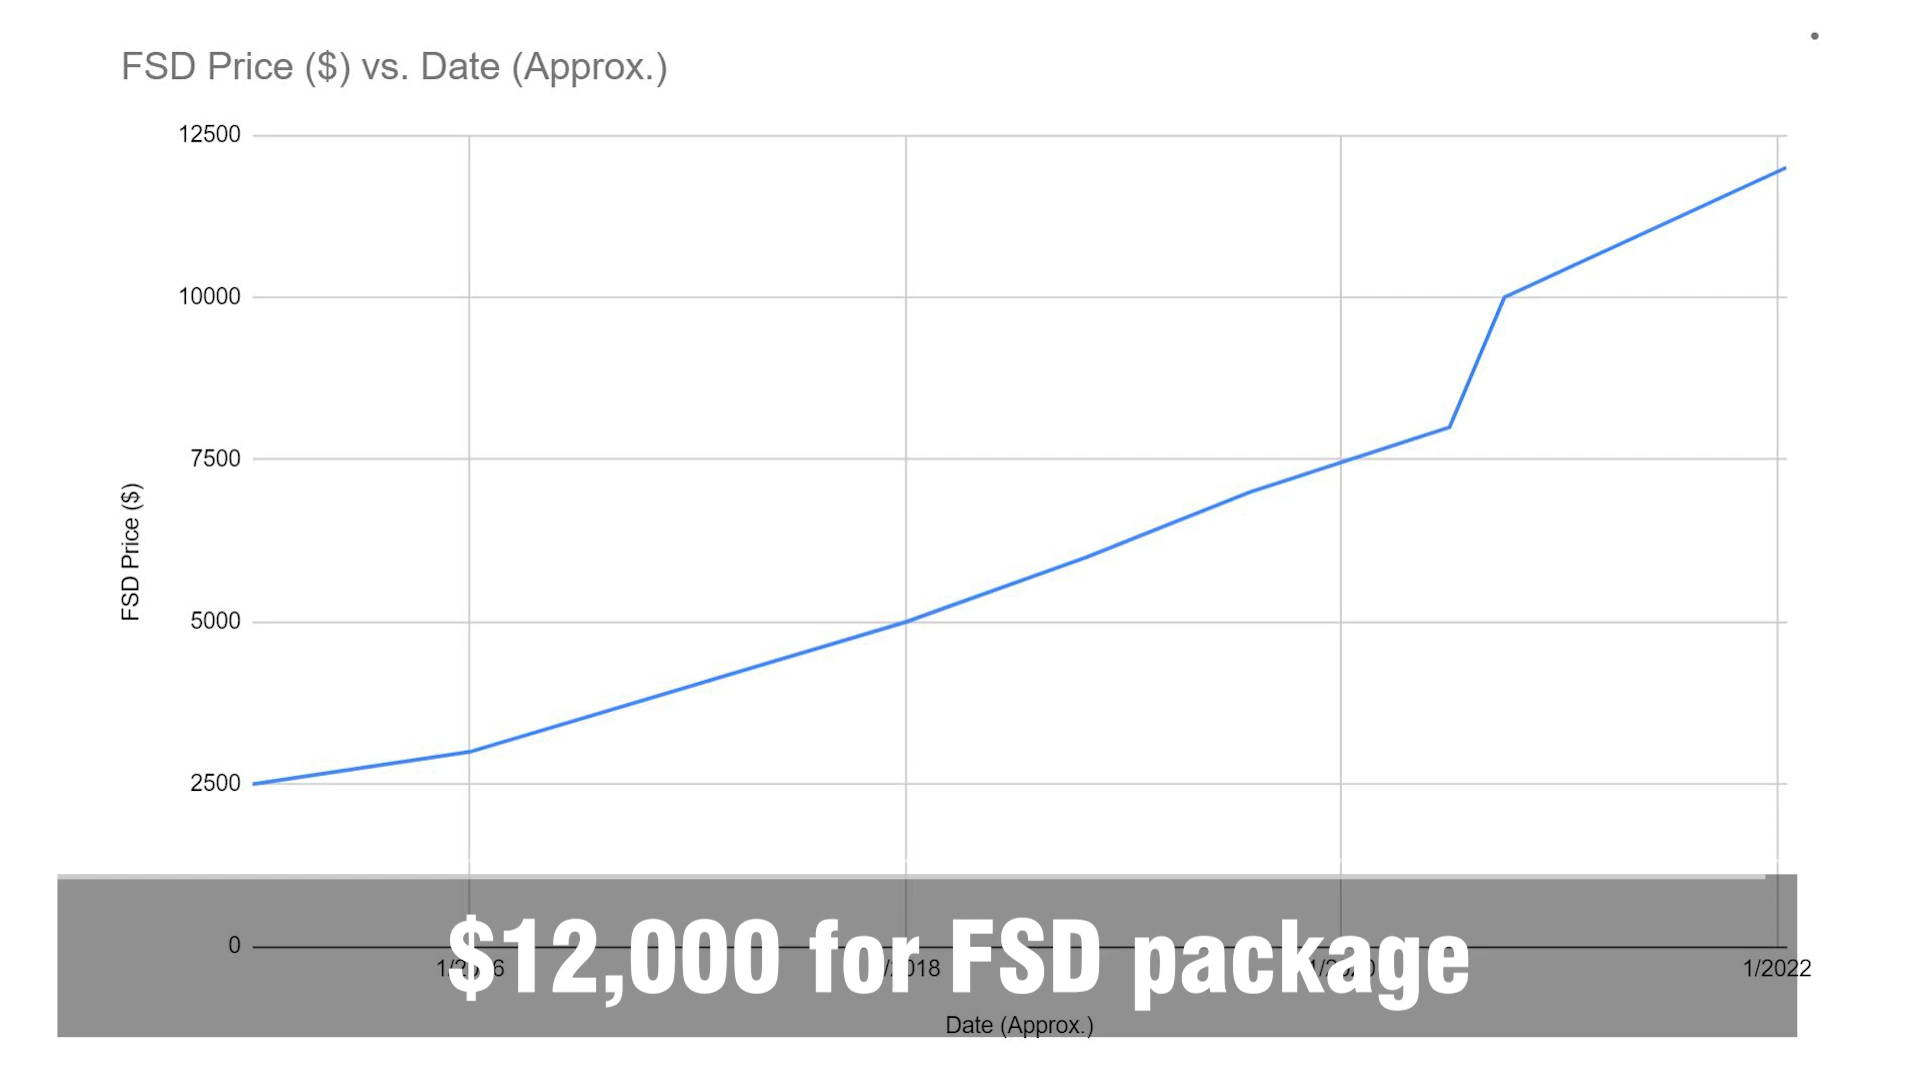 FSD Price ($) vs. Date (Approx.)
12500
10000
7500
5000
2500
0
FSD Price ($)
$12,000 for FSD package
1/2022
Date (Approx.)